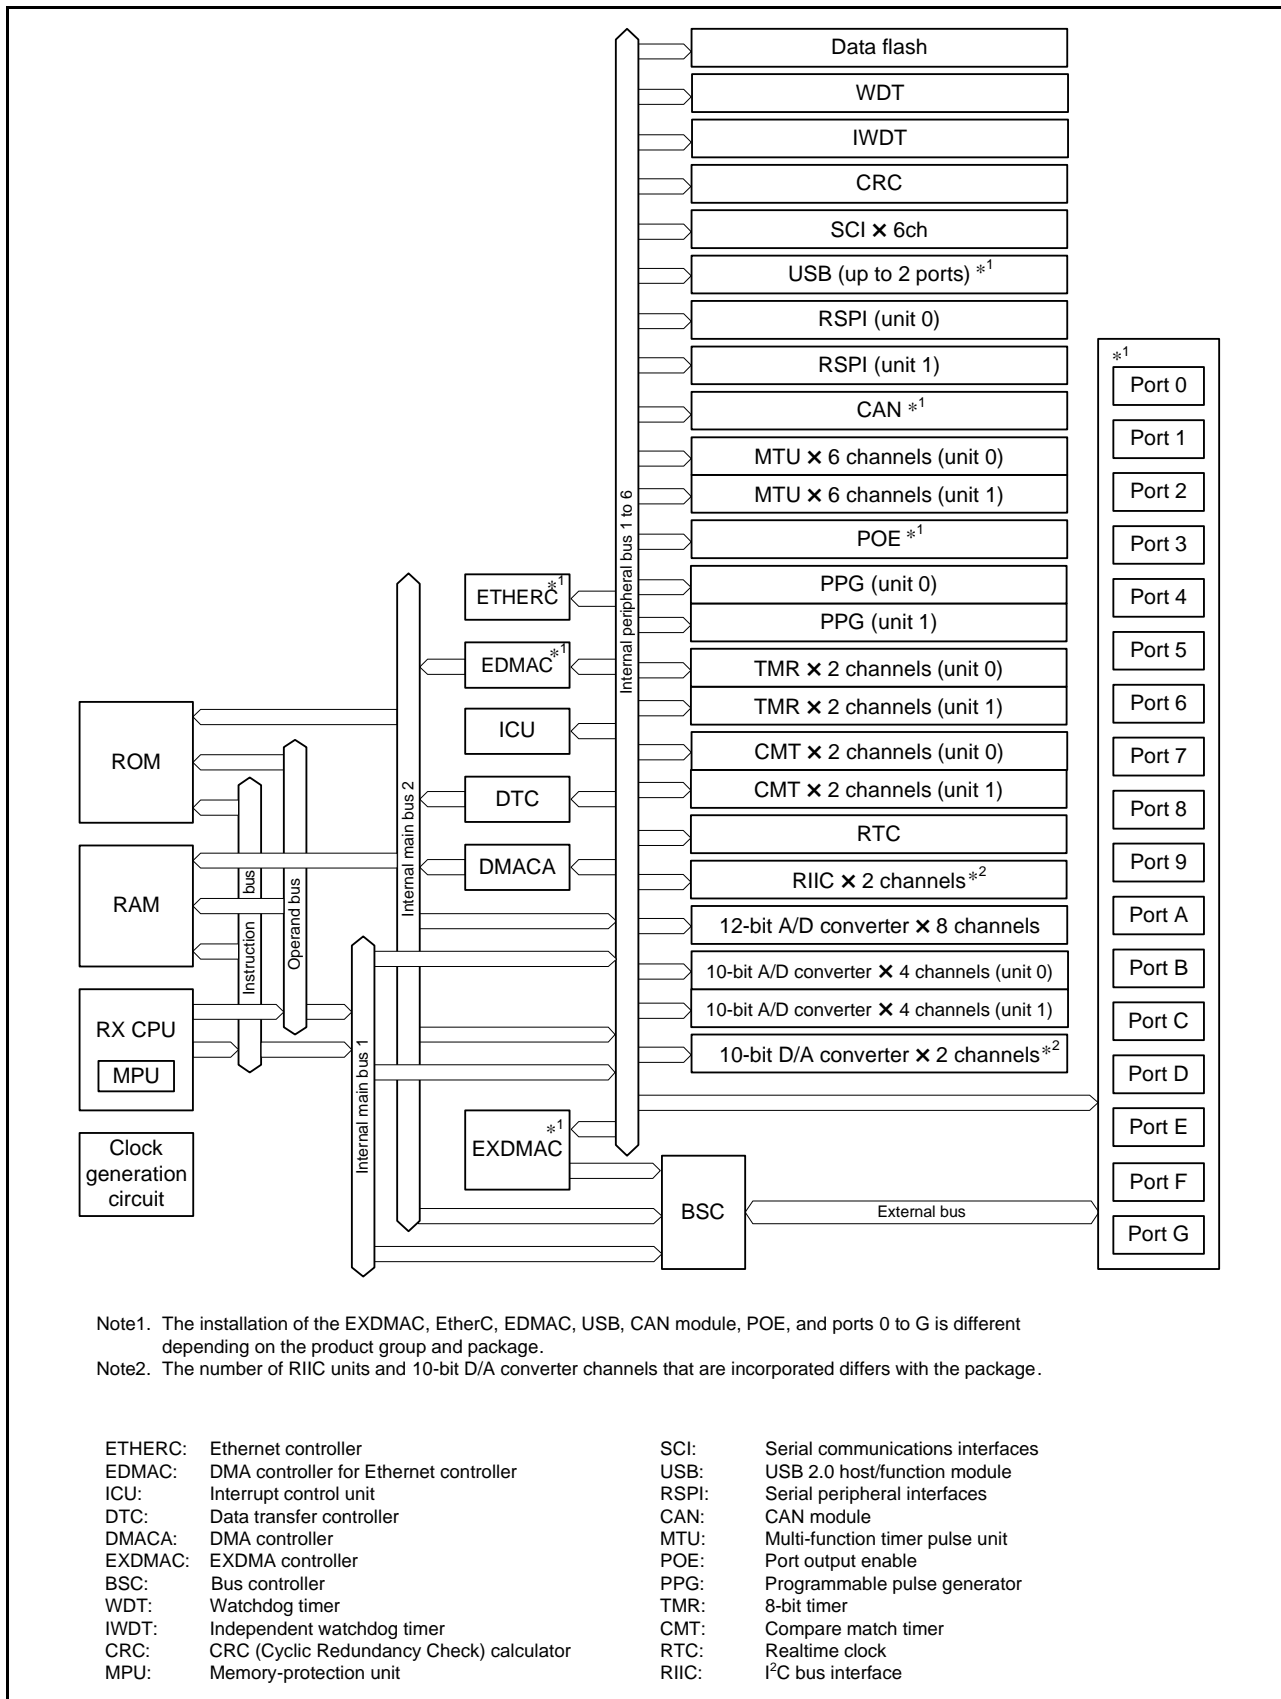 Data flash
WDT
IWDT
CRC
SCI × 6ch
USB (up to 2 ports) *1
RSPI (unit 0)
RSPI (unit 1)
CAN *1
MTU × 6 channels (unit 0)
MTU × 6 channels (unit 1)
POE *1
PPG (unit 0)
PPG (unit 1)
TMR × 2 channels (unit 0)
TMR × 2 channels (unit 1)
CMT × 2 channels (unit 0)
CMT × 2 channels (unit 1)
RTC
RIIC × 2 channels*2
12-bit A/D converter × 8 channels
10-bit A/D converter × 4 channels (unit 0)
10-bit A/D converter × 4 channels (unit 1)
10-bit D/A converter × 2 channels*2
Internal peripheral bus 1 to 6
*1
Port 0
Port 1
Port 2
Port 3
Port 4
Port 5
Port 6
Port 7
Port 8
Port 9
Port A
Port B
Port C
Port D
Port E
Port F
Port G
ETHERC*1
EDMAC*1
ICU
DTC
DMACA
Internal main bus 2
ROM
RAM
Instruction bus
Operand bus
RX CPU
MPU
Internal main bus 1
Clock
generation
circuit
*1
EXDMAC
BSC
External bus
Note1. The installation of the EXDMAC, EtherC, EDMAC, USB, CAN module, POE, and ports 0 to G is different
depending on the product group and package.
Note2. The number of RIIC units and 10-bit D/A converter channels that are incorporated differs with the package.
ETHERC: Ethernet controller
EDMAC: DMA controller for Ethernet controller
ICU: Interrupt control unit
DTC: Data transfer controller
DMACA: DMA controller
EXDMAC: EXDMA controller
BSC: Bus controller
WDT: Watchdog timer
IWDT: Independent watchdog timer
CRC: CRC (Cyclic Redundancy Check) calculator
MPU: Memory-protection unit
SCI: Serial communications interfaces
USB: USB 2.0 host/function module
RSPI: Serial peripheral interfaces
CAN: CAN module
MTU: Multi-function timer pulse unit
POE: Port output enable
PPG: Programmable pulse generator
TMR: 8-bit timer
CMT: Compare match timer
RTC: Realtime clock
RIIC: I2C bus interface